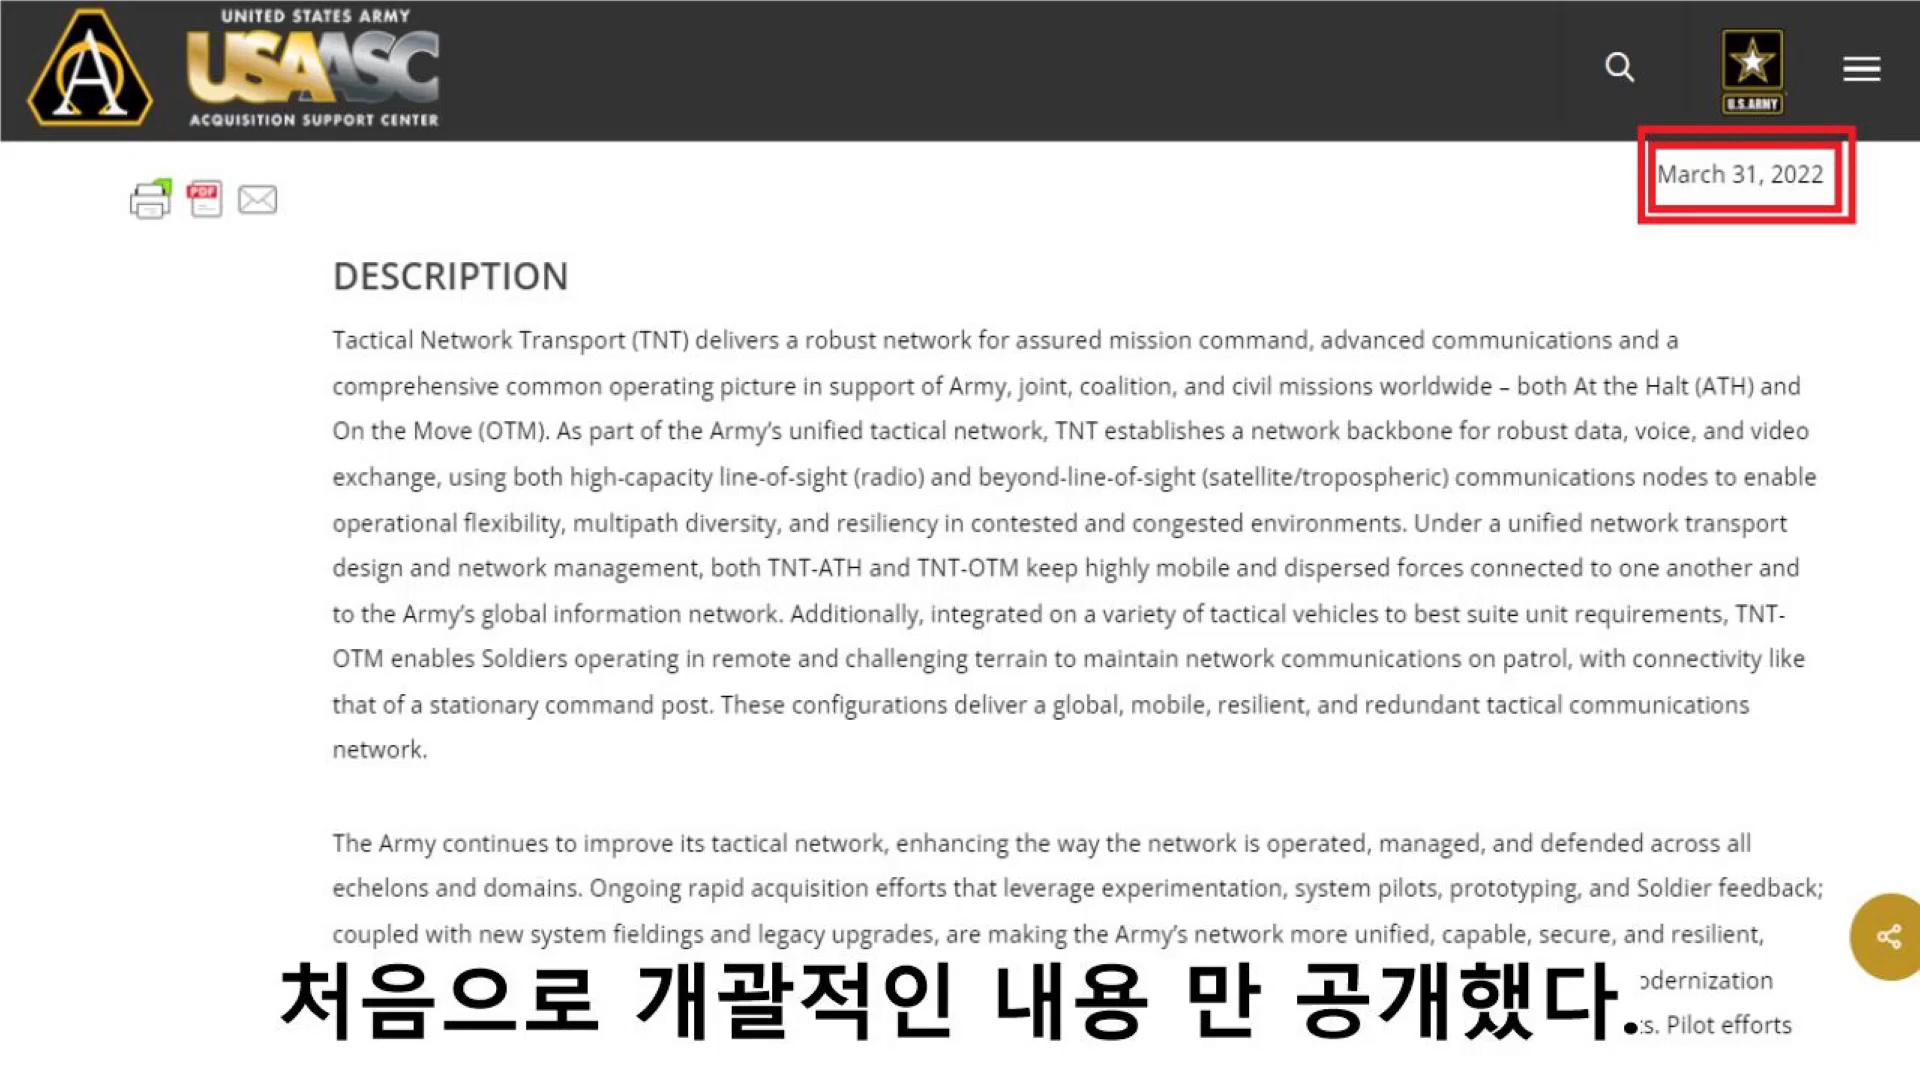 UNITED STATES ARMY
USAASC
ACQUISITION SUPPORT CENTER
U.S.ARMY
March 31, 2022
PDF
DESCRIPTION
Tactical Network Transport (TNT) delivers a robust network for assured mission command, advanced communications and a
comprehensive common operating picture in support of Army, joint, coalition, and civil missions worldwide – both At the Halt (ATH) and
On the Move (OTM). As part of the Army’s unified tactical network, TNT establishes a network backbone for robust data, voice, and video
exchange, using both high-capacity line-of-sight (radio) and beyond-line-of-sight (satellite/tropospheric) communications nodes to enable
operational flexibility, multipath diversity, and resiliency in contested and congested environments. Under a unified network transport
design and network management, both TNT-ATH and TNT-OTM keep highly mobile and dispersed forces connected to one another and
to the Army’s global information network. Additionally, integrated on a variety of tactical vehicles to best suite unit requirements, TNT-
OTM enables Soldiers operating in remote and challenging terrain to maintain network communications on patrol, with connectivity like
that of a stationary command post. These configurations deliver a global, mobile, resilient, and redundant tactical communications
network.
The Army continues to improve its tactical network, enhancing the way the network is operated, managed, and defended across all
echelons and domains. Ongoing rapid acquisition efforts that leverage experimentation, system pilots, prototyping, and Soldier feedback;
coupled with new system fieldings and legacy upgrades, are making the Army’s network more unified, capable, secure, and resilient,
처음으로 개괄적인 내용 만 공개했다.
Pilot efforts